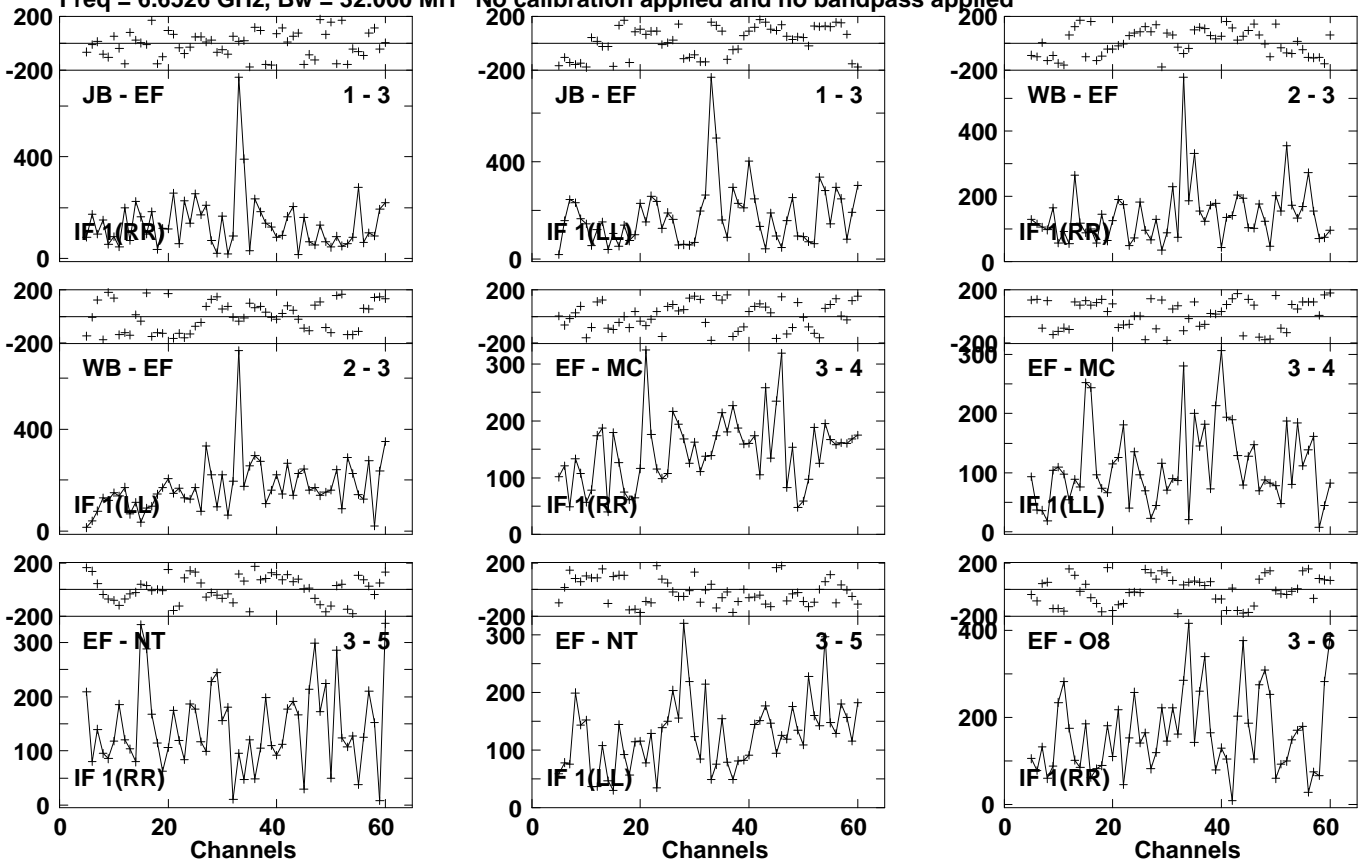 Freq = 6.6526 GHz, Bw = 32.000 MH No calibration applied and no bandpass applied
200
-200
JB - EF 1 - 3
400
0
IF 1(RR)
200
-200
JB - EF 1 - 3
400
0
IF 1(LL)
200
-200
WB - EF 2 - 3
400
200
0
IF 1(RR)
200
-200
WB - EF 2 - 3
400
0
IF 1(LL)
200
-200
EF - MC 3 - 4
300
200
100
0
IF 1(RR)
200
-200
EF - MC 3 - 4
300
200
100
0
IF 1(LL)
200
-200
EF - NT 3 - 5
300
200
100
0
IF 1(RR)
0 20 40 60
Channels
200
-200
EF - NT 3 - 5
300
200
100
0
IF 1(LL)
0 20 40 60
Channels
200
-200
EF - O8 3 - 6
400
200
0
IF 1(RR)
0 20 40 60
Channels